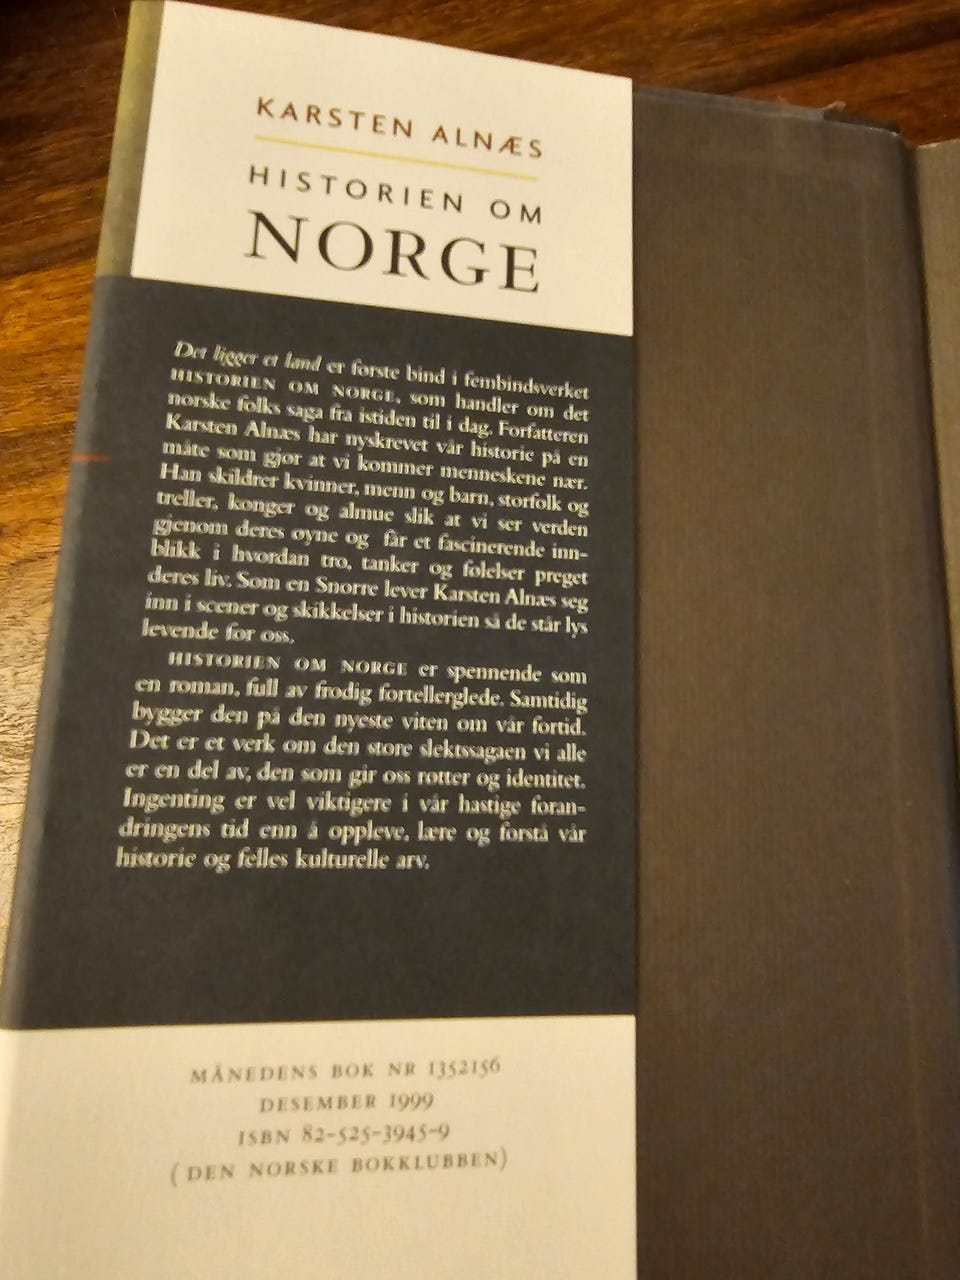 KARSTEN ALNÆS
HISTORIEN OM
NORGE
Det ligger et land er første bind i fembindsverket
HISTORIEN OM NORGE, som handler om det
norske folks saga fra istiden til i dag. Forfatteren
Karsten Alnæs har nyskrevet vår historie på en
måte som gjør at vi kommer menneskene nær.
Han skildrer kvinner, menn og barn, storfolk og
treller, konger og almue slik at vi ser verden
gjenom deres øyne og får et fascinerende inn-
blikk i hvordan tro, tanker og følelser preget
deres liv. Som en Snorre lever Karsten Alnæs seg
inn i scener og skikkelser i historien så de står lys
levende for oss.
HISTORIEN OM NORGE er spennende som
en roman, full av frodig fortellerglede. Samtidig
bygger den på den nyeste viten om vår fortid.
Det er et verk om den store slektssagaen vi alle
er en del av, den som gir oss røtter og identitet.
Ingenting er vel viktigere i vår hastige foran-
dringens tid enn å oppleve, lære og forstå vår
historie og felles kulturelle arv.
MÅNEDENS BOK NR 1352156
DESEMBER 1999
ISBN 82-525-3945-9
(DEN NORSKE BOKKLUBBEN)